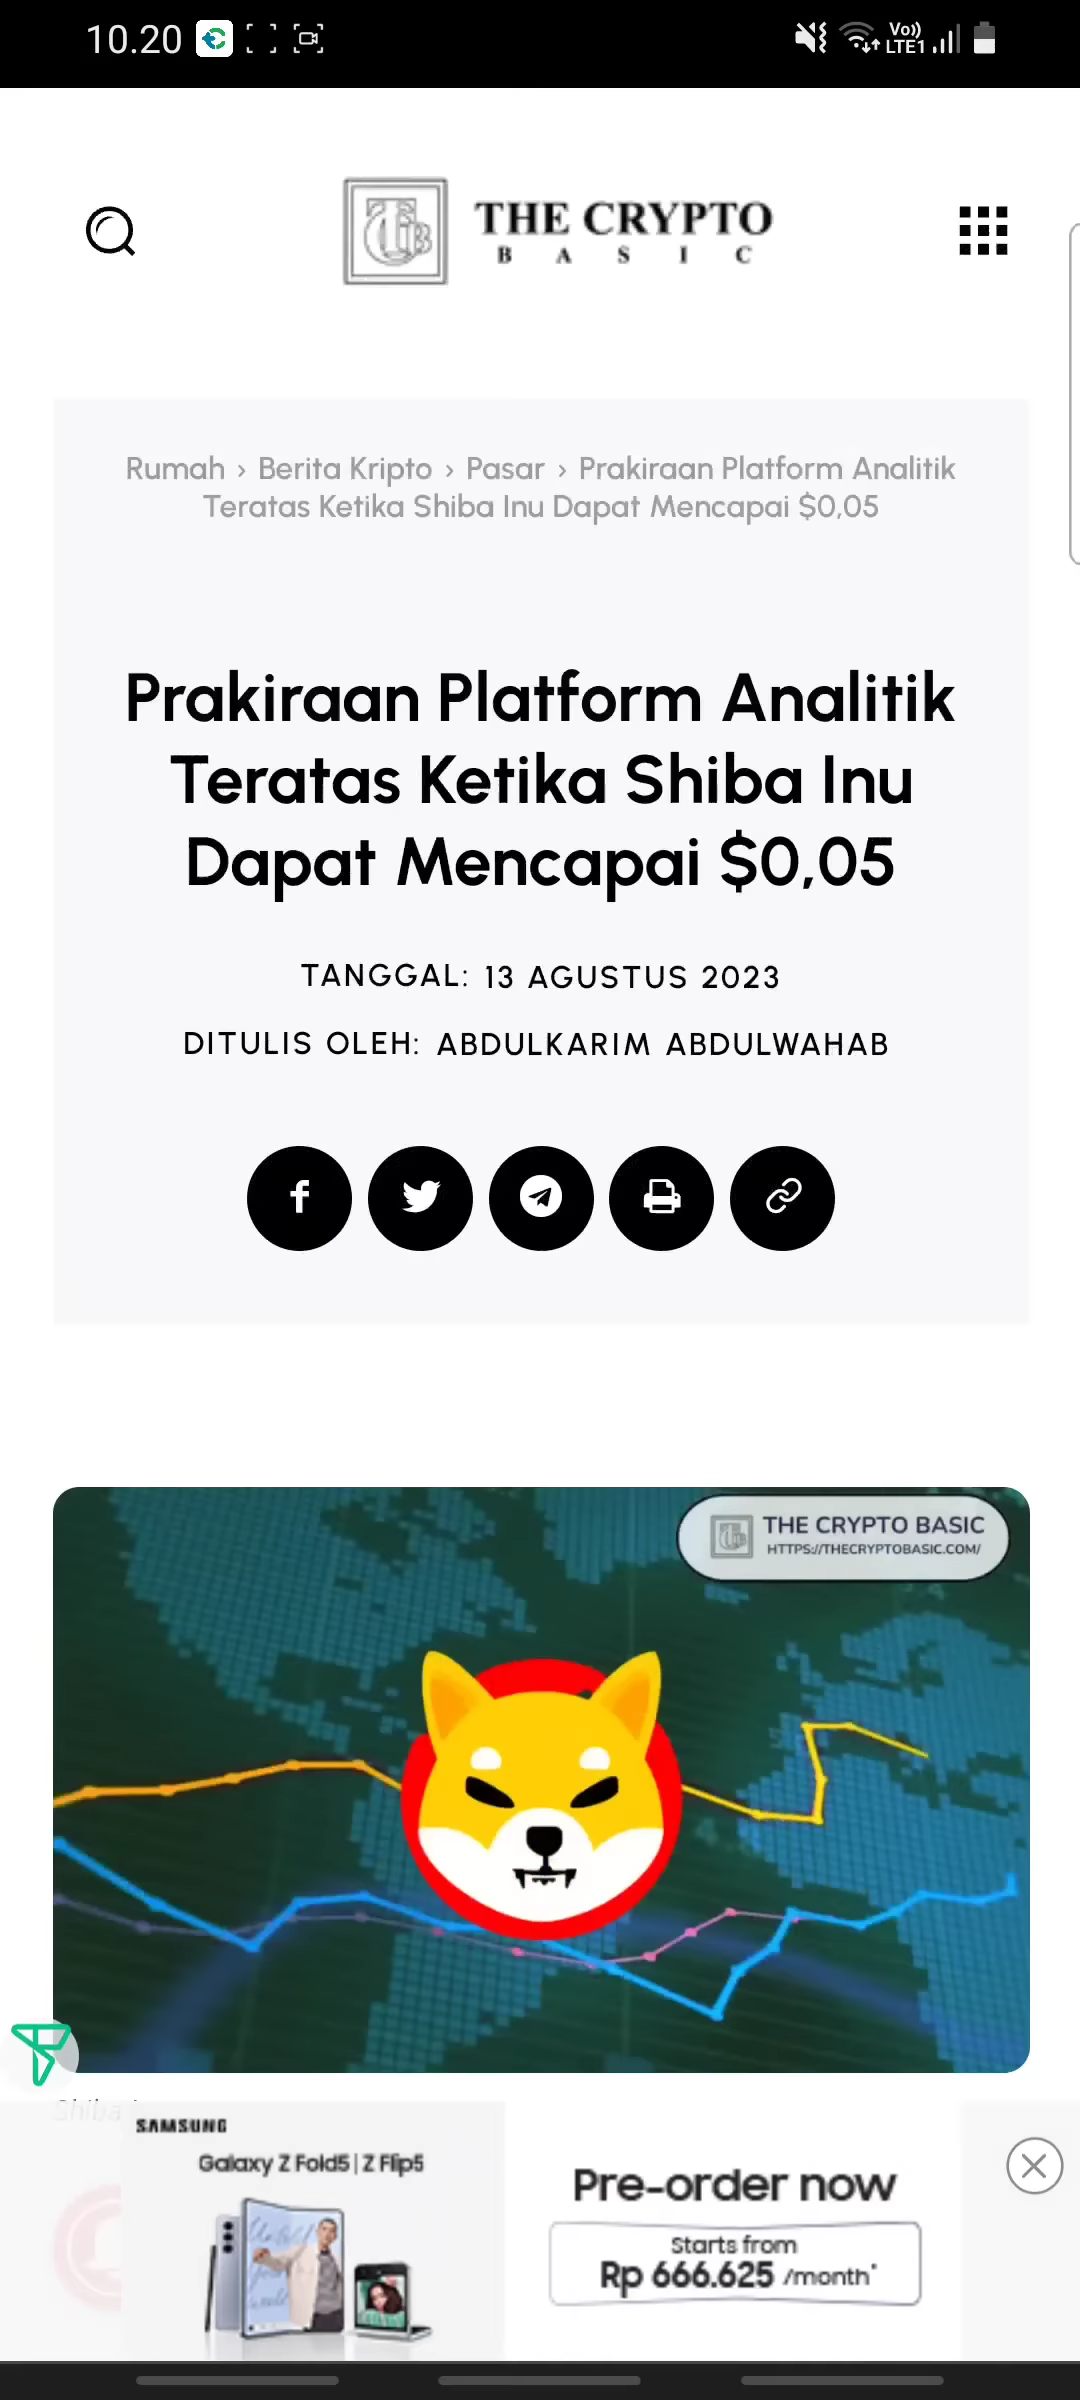 10.20
Vo))
LTE1
THE CRYPTO
BASIC
Rumah › Berita Kripto › Pasar › Prakiraan Platform Analitik
Teratas Ketika Shiba Inu Dapat Mencapai $0,05
Prakiraan Platform Analitik
Teratas Ketika Shiba Inu
Dapat Mencapai $0,05
TANGGAL: 13 AGUSTUS 2023
DITULIS OLEH: ABDULKARIM ABDULWAHAB
THE CRYPTO BASIC
HTTPS://THECRYPTOBASIC.COM/
Shiba
SAMSUNG
Galaxy Z Fold5 | Z Flip5
Pre-order now
Starts from
Rp 666.625 /month*